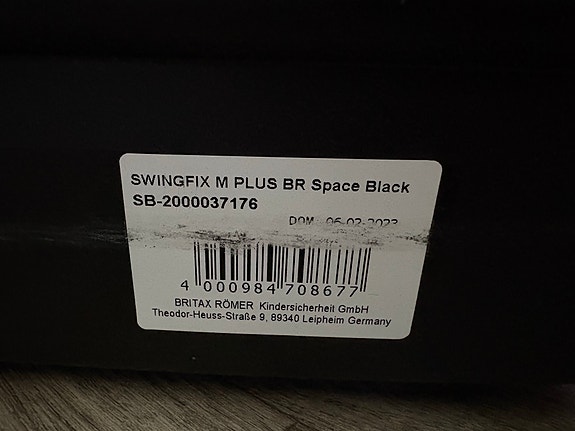 SWINGFIX M PLUS BR Space Black
SB-2000037176
DOM 06-02-2023
4 000984 708677
BRITAX RÖMER Kindersicherheit GmbH
Theodor-Heuss-Straße 9, 89340 Leipheim Germany